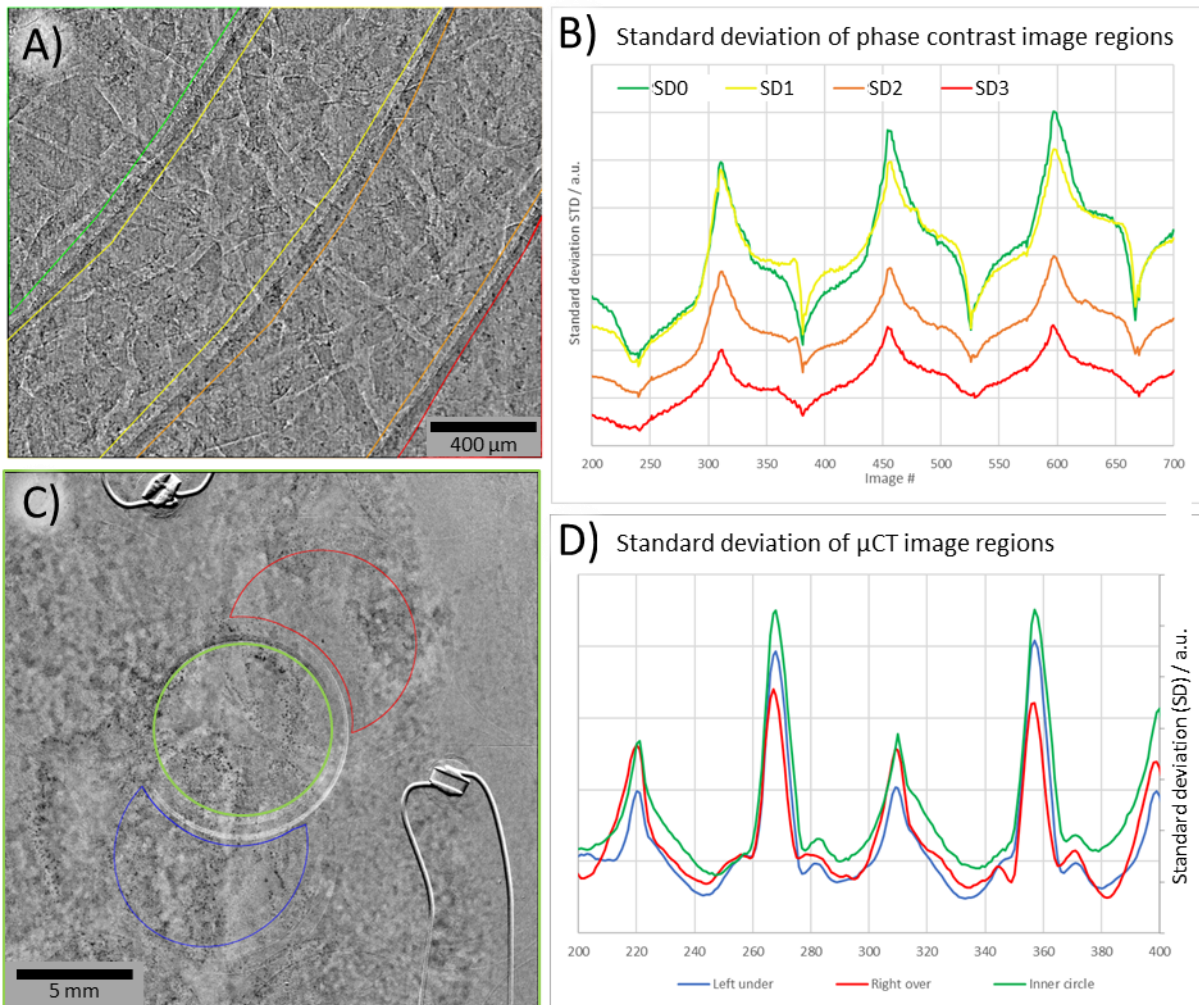 A)
400 µm
B) Standard deviation of phase contrast image regions
SD0 SD1 SD2 SD3
Standard deviation STD / a.u.
200 250 300 350 400 450 500 550 600 650 700
Image #
C)
5 mm
D) Standard deviation of µCT image regions
Standard deviation (SD) / a.u.
200 220 240 260 280 300 320 340 360 380 400
Left under Right over Inner circle